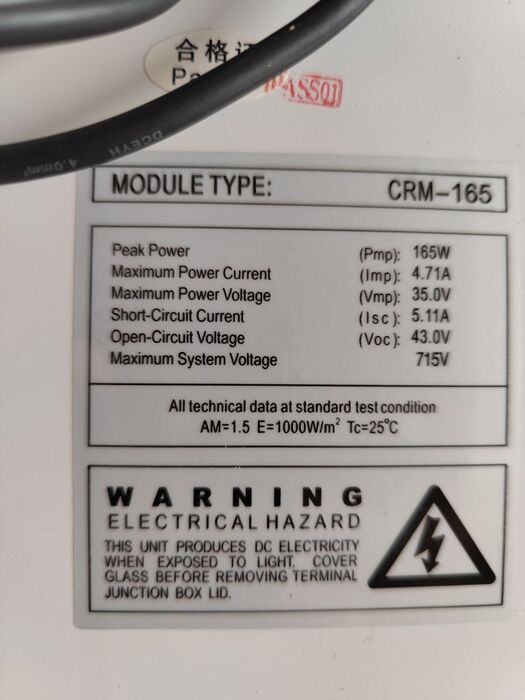 合格
PASS01
DCEYH
4.0mm²
MODULE TYPE: CRM-165
Peak Power (Pmp): 165W
Maximum Power Current (Imp): 4.71A
Maximum Power Voltage (Vmp): 35.0V
Short-Circuit Current (Isc): 5.11A
Open-Circuit Voltage (Voc): 43.0V
Maximum System Voltage 715V
All technical data at standard test condition
AM=1.5 E=1000W/m² Tc=25°C
WARNING
ELECTRICAL HAZARD
THIS UNIT PRODUCES DC ELECTRICITY
WHEN EXPOSED TO LIGHT. COVER
GLASS BEFORE REMOVING TERMINAL
JUNCTION BOX LID.